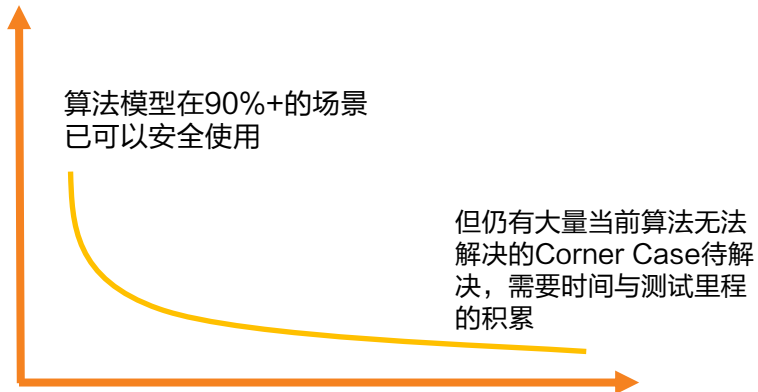 算法模型在90%+的场景
已可以安全使用
但仍有大量当前算法无法
解决的Corner Case待解
决，需要时间与测试里程
的积累